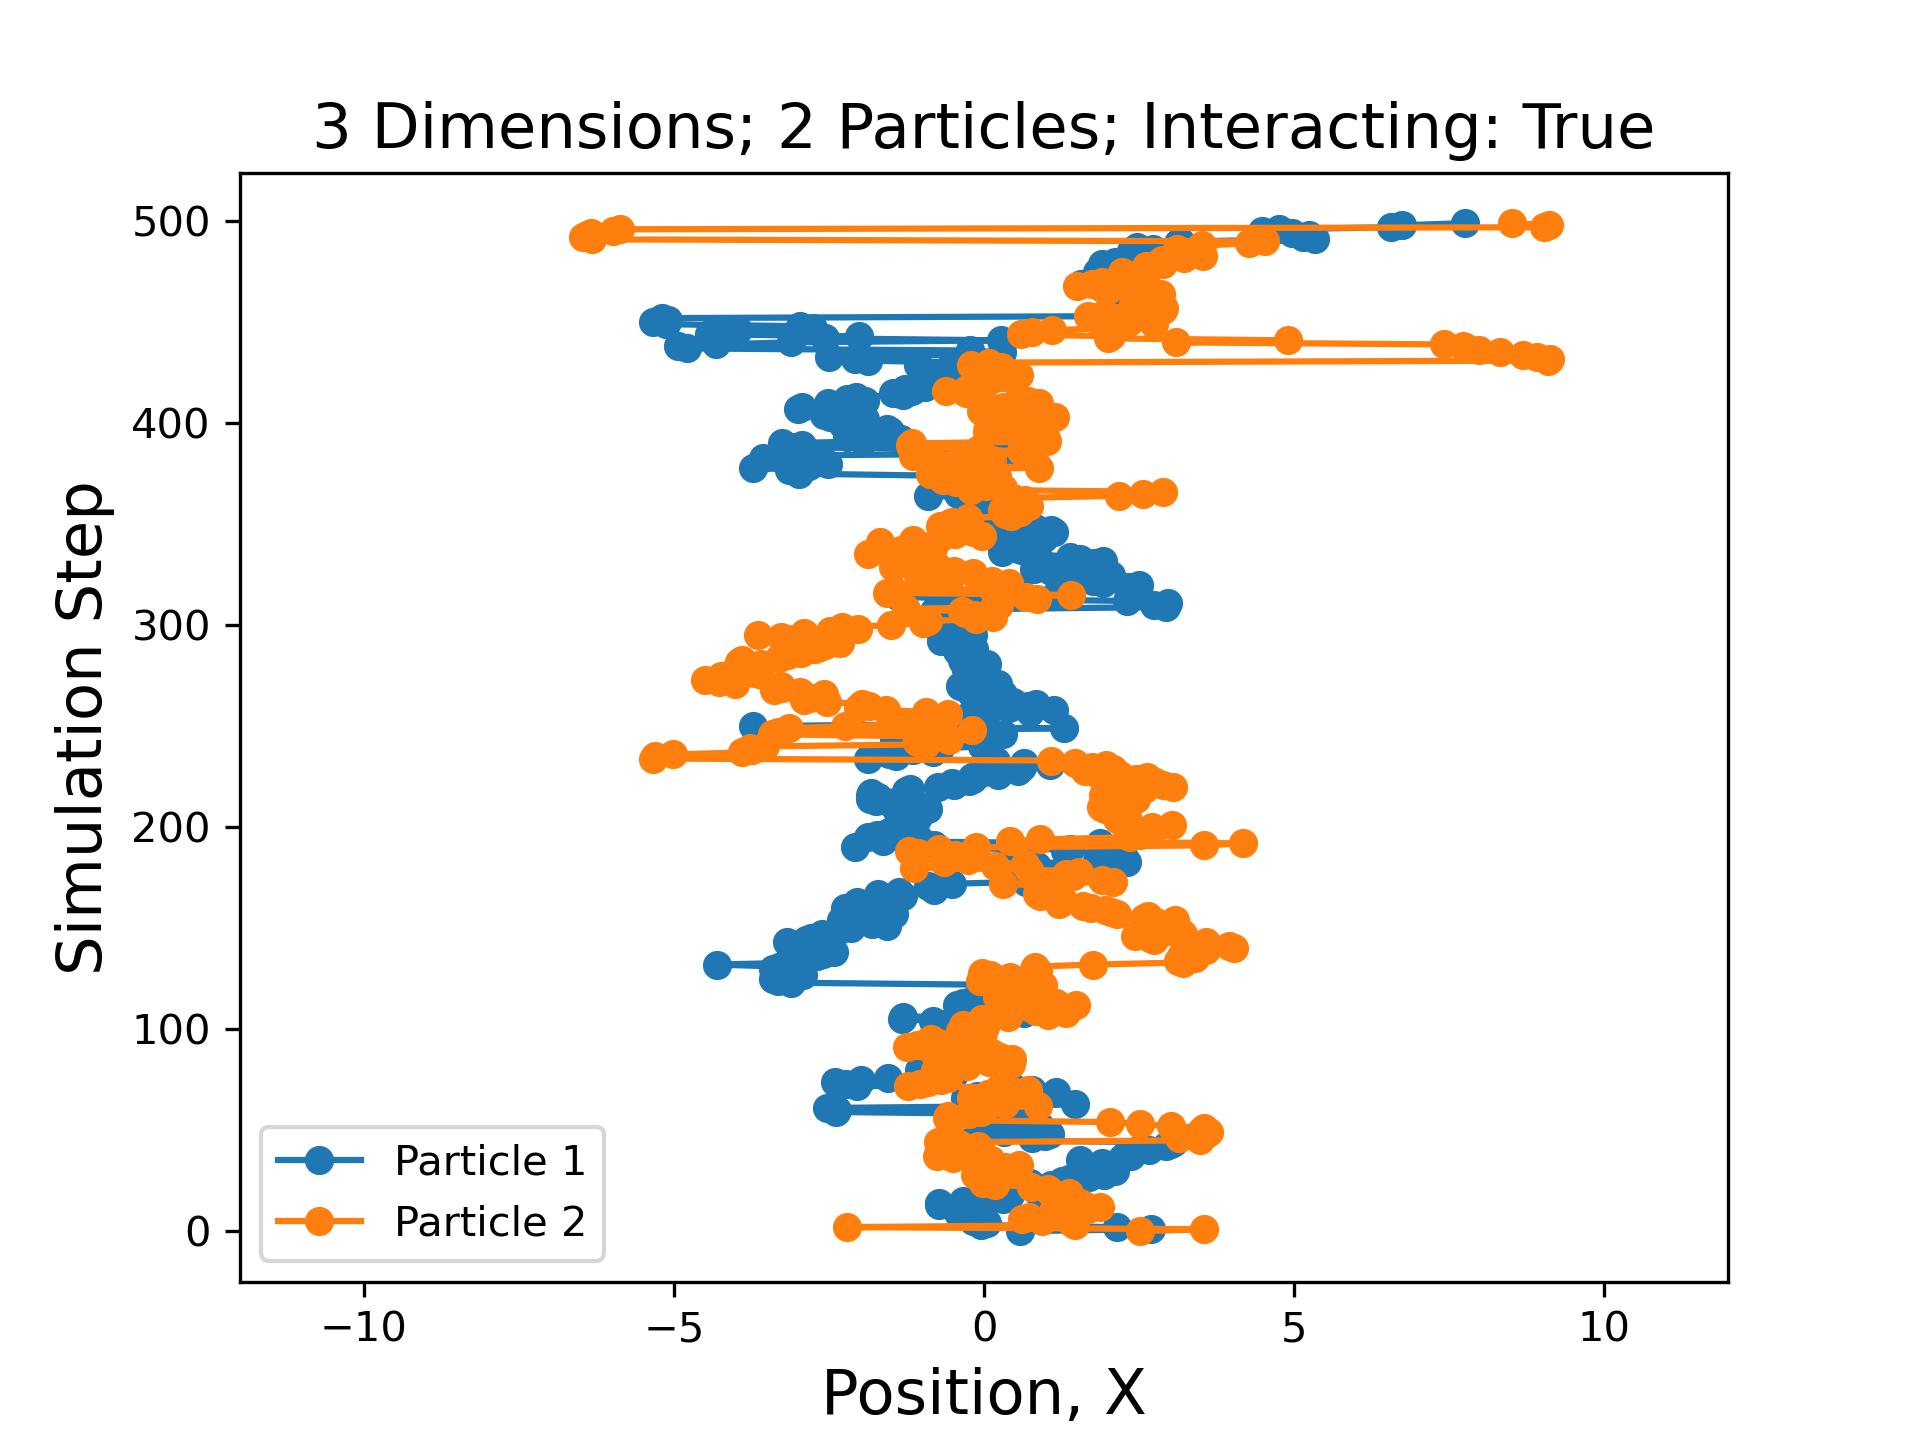 3 Dimensions; 2 Particles; Interacting: True
500
400
300
200
100
0
Simulation Step
Particle 1
Particle 2
−10
−5
0
5
10
Position, X